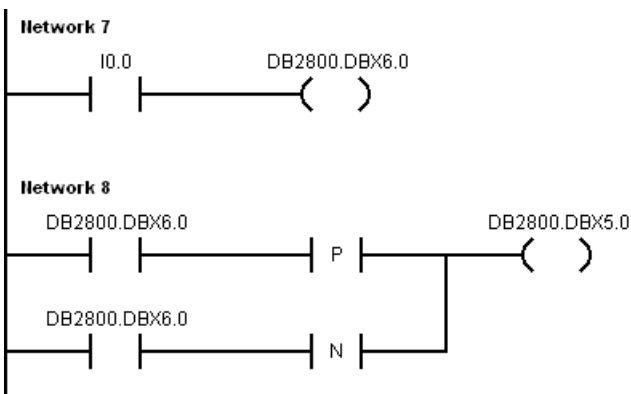 Network 7
I0.0 DB2800.DBX6.0
Network 8
DB2800.DBX6.0 DB2800.DBX5.0
P
DB2800.DBX6.0
N